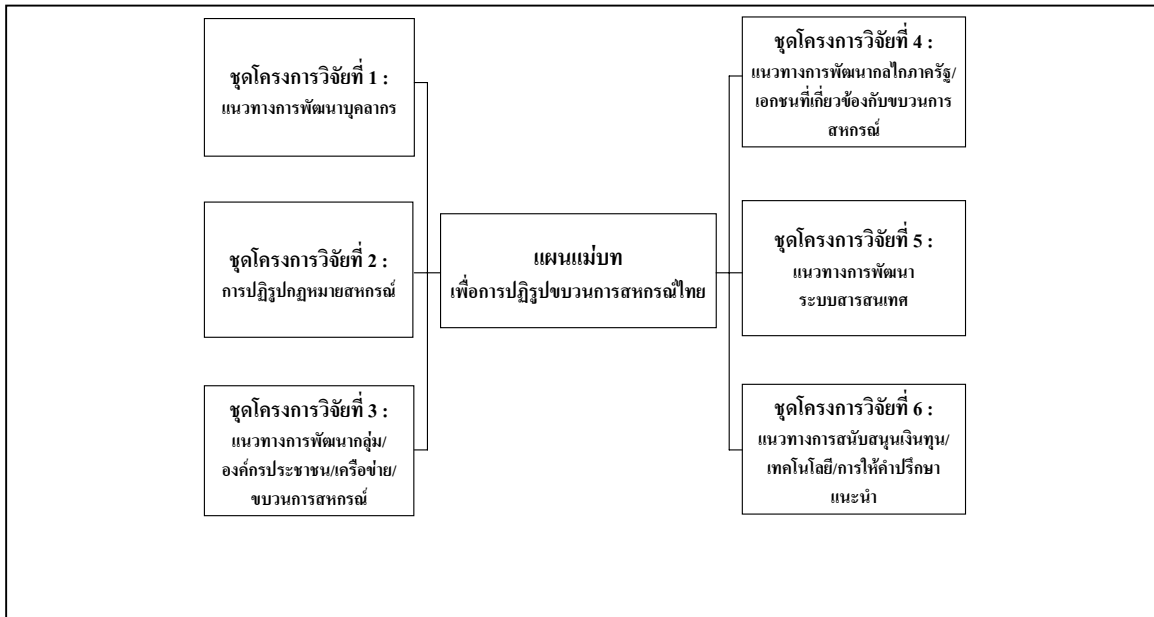 ชุดโครงการวิจัยที่ 1 :
แนวทางการพัฒนาบุคลากร
ชุดโครงการวิจัยที่ 2 :
การปฏิรูปกฎหมายสหกรณ์
ชุดโครงการวิจัยที่ 3 :
แนวทางการพัฒนากลุ่ม/
องค์กรประชาชน/เครือข่าย/
ขบวนการสหกรณ์
แผนแม่บท
เพื่อการปฏิรูปขบวนการสหกรณ์ไทย
ชุดโครงการวิจัยที่ 4 :
แนวทางการพัฒนากลไกภาครัฐ/
เอกชนที่เกี่ยวข้องกับขบวนการ
สหกรณ์
ชุดโครงการวิจัยที่ 5 :
แนวทางการพัฒนา
ระบบสารสนเทศ
ชุดโครงการวิจัยที่ 6 :
แนวทางการสนับสนุนเงินทุน/
เทคโนโลยี/การให้คำปรึกษา
แนะนำ